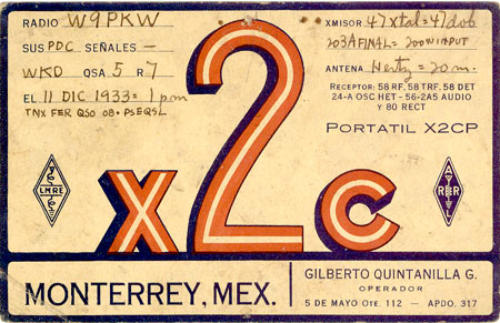 RADIO W9PKW
SUS PDC SEÑALES —
WKD QSA 5 R 7
EL 11 DIC 1933 = 1 pm
TNX FER QSO OB · PSE QSL
XMISOR 47 Xtal = 47 dob
203A FINAL = 200W INPUT
ANTENA Hertz = 20 m.
RECEPTOR: 58 RF, 58 TRF, 58 DET
24-A OSC HET - 56-2A5 AUDIO
Y 80 RECT
PORTATIL X2CP
LMRE
ARRL
X2C
MONTERREY, MEX.
GILBERTO QUINTANILLA G.
OPERADOR
5 DE MAYO OTE. 112 — APDO. 317